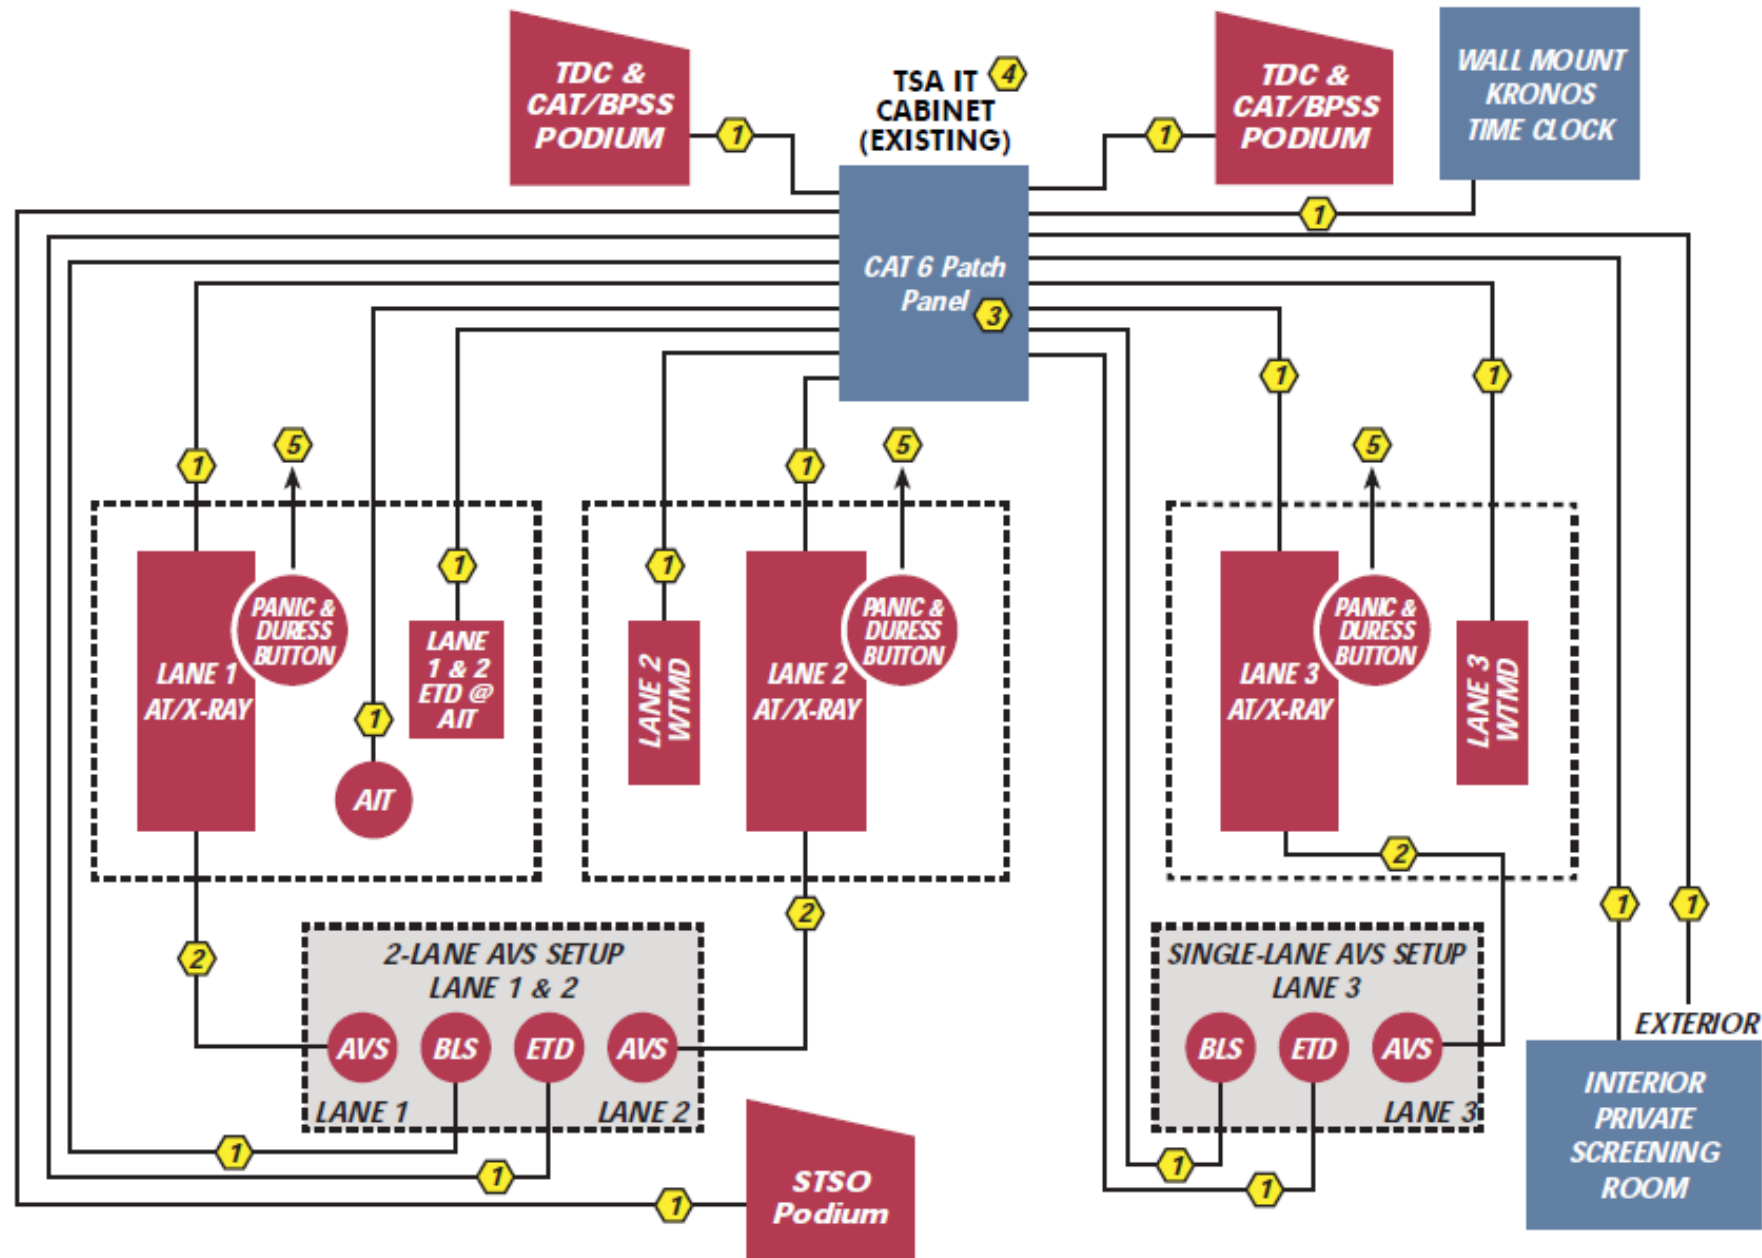 TDC &
CAT/BPSS
PODIUM
1
TSA IT 4
CABINET
(EXISTING)
1
TDC &
CAT/BPSS
PODIUM
WALL MOUNT
KRONOS
TIME CLOCK
1
CAT 6 Patch
Panel 3
1
1
1
5
1
5
5
1
1
LANE 1
AT/X-RAY
PANIC &
DURESS
BUTTON
1
AIT
LANE
1 & 2
ETD @
AIT
LANE 2
WTMD
LANE 2
AT/X-RAY
PANIC &
DURESS
BUTTON
LANE 3
AT/X-RAY
PANIC &
DURESS
BUTTON
LANE 3
WTMD
2
2
2
1
1
2-LANE AVS SETUP
LANE 1 & 2
AVS
BLS
ETD
AVS
LANE 1
LANE 2
SINGLE-LANE AVS SETUP
LANE 3
BLS
ETD
AVS
LANE 3
EXTERIOR
INTERIOR
PRIVATE
SCREENING
ROOM
1
1
1
STSO
Podium
1
1